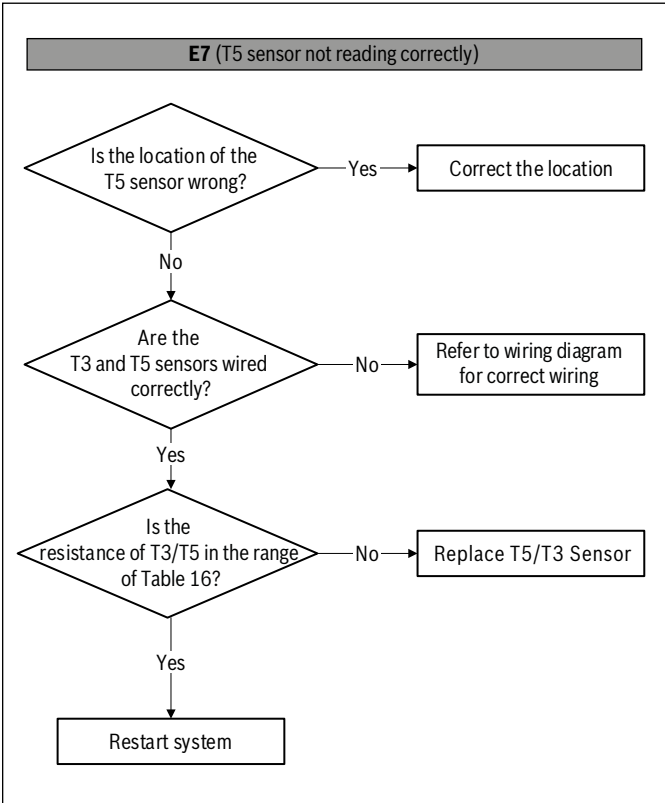 E7 (T5 sensor not reading correctly)
Is the location of the
T5 sensor wrong?
Yes
Correct the location
No
Are the
T3 and T5 sensors wired
correctly?
No
Refer to wiring diagram
for correct wiring
Yes
Is the
resistance of T3/T5 in the range
of Table 16?
No
Replace T5/T3 Sensor
Yes
Restart system